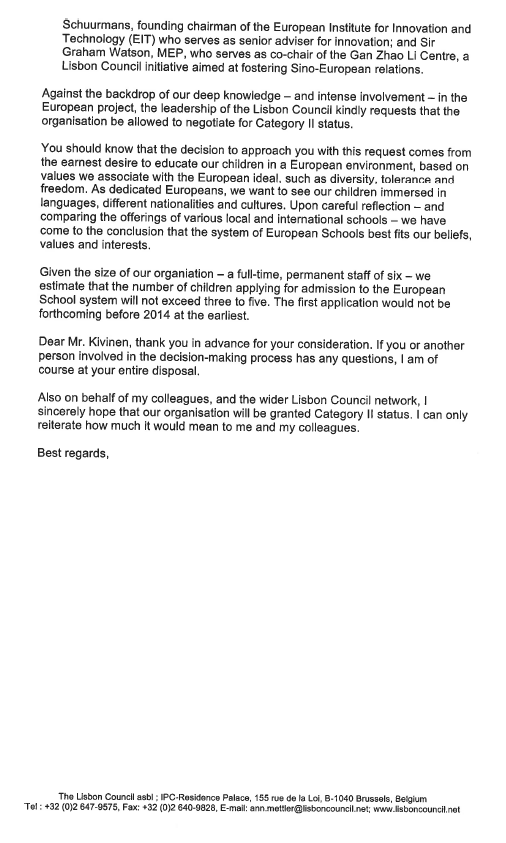 Schuurmans, founding chairman of the European Institute for Innovation and
Technology (EIT) who serves as senior adviser for innovation; and Sir
Graham Watson, MEP, who serves as co-chair of the Gan Zhao Li Centre, a
Lisbon Council initiative aimed at fostering Sino-European relations.
Against the backdrop of our deep knowledge – and intense involvement – in the
European project, the leadership of the Lisbon Council kindly requests that the
organisation be allowed to negotiate for Category II status.
You should know that the decision to approach you with this request comes from
the earnest desire to educate our children in a European environment, based on
values we associate with the European ideal, such as diversity, tolerance and
freedom. As dedicated Europeans, we want to see our children immersed in
languages, different nationalities and cultures. Upon careful reflection – and
comparing the offerings of various local and international schools – we have
come to the conclusion that the system of European Schools best fits our beliefs,
values and interests.
Given the size of our organiation – a full-time, permanent staff of six – we
estimate that the number of children applying for admission to the European
School system will not exceed three to five. The first application would not be
forthcoming before 2014 at the earliest.
Dear Mr. Kivinen, thank you in advance for your consideration. If you or another
person involved in the decision-making process has any questions, I am of
course at your entire disposal.
Also on behalf of my colleagues, and the wider Lisbon Council network, I
sincerely hope that our organisation will be granted Category II status. I can only
reiterate how much it would mean to me and my colleagues.
Best regards,
The Lisbon Council asbl ; IPC-Residence Palace, 155 rue de la Loi, B-1040 Brussels, Belgium
Tel : +32 (0)2 647-9575, Fax: +32 (0)2 640-9828, E-mail: ann.mettler@lisboncouncil.net; www.lisboncouncil.net